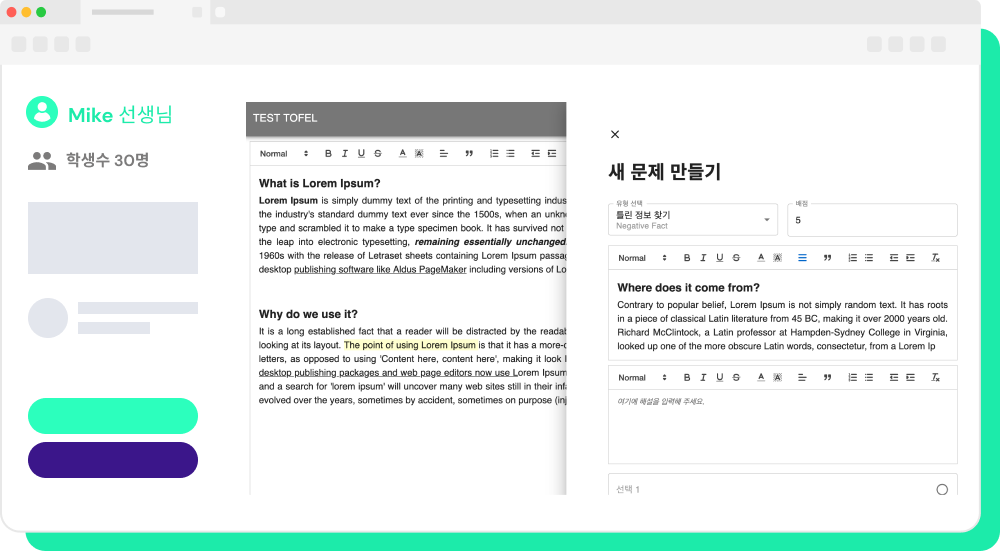 Mike 선생님
학생수 30명
TEST TOFEL
Normal B I U S A A
What is Lorem Ipsum?
Lorem Ipsum is simply dummy text of the printing and typesetting indus
the industry's standard dummy text ever since the 1500s, when an unkno
type and scrambled it to make a type specimen book. It has survived not
the leap into electronic typesetting, remaining essentially unchanged.
1960s with the release of Letraset sheets containing Lorem Ipsum passag
desktop publishing software like Aldus PageMaker including versions of Lo
Why do we use it?
It is a long established fact that a reader will be distracted by the readab
looking at its layout. The point of using Lorem Ipsum is that it has a more-o
letters, as opposed to using 'Content here, content here', making it look l
desktop publishing packages and web page editors now use Lorem Ipsum
and a search for 'lorem ipsum' will uncover many web sites still in their infa
evolved over the years, sometimes by accident, sometimes on purpose (inj
새 문제 만들기
유형 선택
틀린 정보 찾기
Negative Fact
배점
5
Normal B I U S A A
Where does it come from?
Contrary to popular belief, Lorem Ipsum is not simply random text. It has roots
in a piece of classical Latin literature from 45 BC, making it over 2000 years old.
Richard McClintock, a Latin professor at Hampden-Sydney College in Virginia,
looked up one of the more obscure Latin words, consectetur, from a Lorem Ip
Normal B I U S A A
여기에 해설을 입력해 주세요.
선택 1